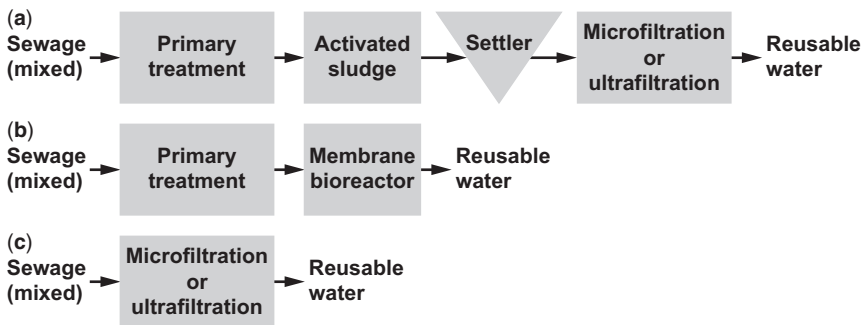 (a)
Sewage
(mixed)
Primary
treatment
Activated
sludge
Settler
Microfiltration
or
ultrafiltration
Reusable
water
(b)
Sewage
(mixed)
Primary
treatment
Membrane
bioreactor
Reusable
water
(c)
Sewage
(mixed)
Microfiltration
or
ultrafiltration
Reusable
water